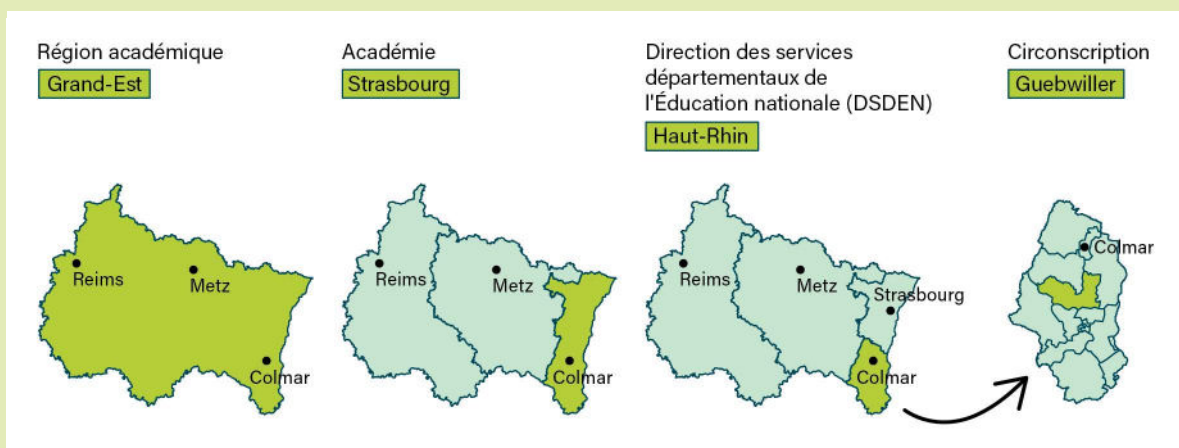 Région académique
Grand-Est
Académie
Strasbourg
Direction des services
départementaux de
l'Éducation nationale (DSDEN)
Haut-Rhin
Circonscription
Guebwiller
Reims
Metz
Colmar
Reims
Metz
Colmar
Reims
Metz
Strasbourg
Colmar
Colmar